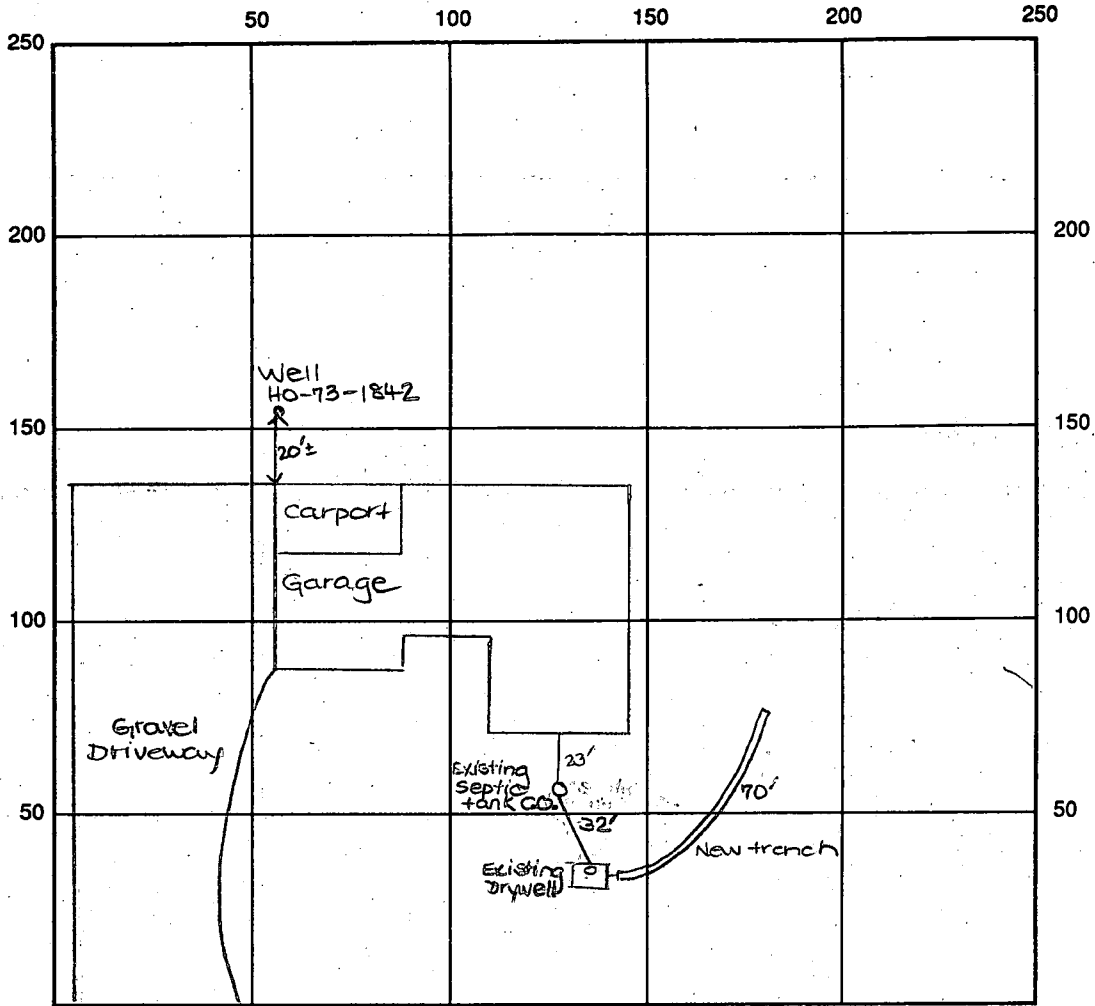 50 100 150 200 250
250
200 200
Well
HO-73-1842
150 150
20'±
Carport
Garage
100 100
Gravel
Driveway
23'
Existing
Septic
tank C.O.
70'
50 50
32'
New trench
Existing
Drywell